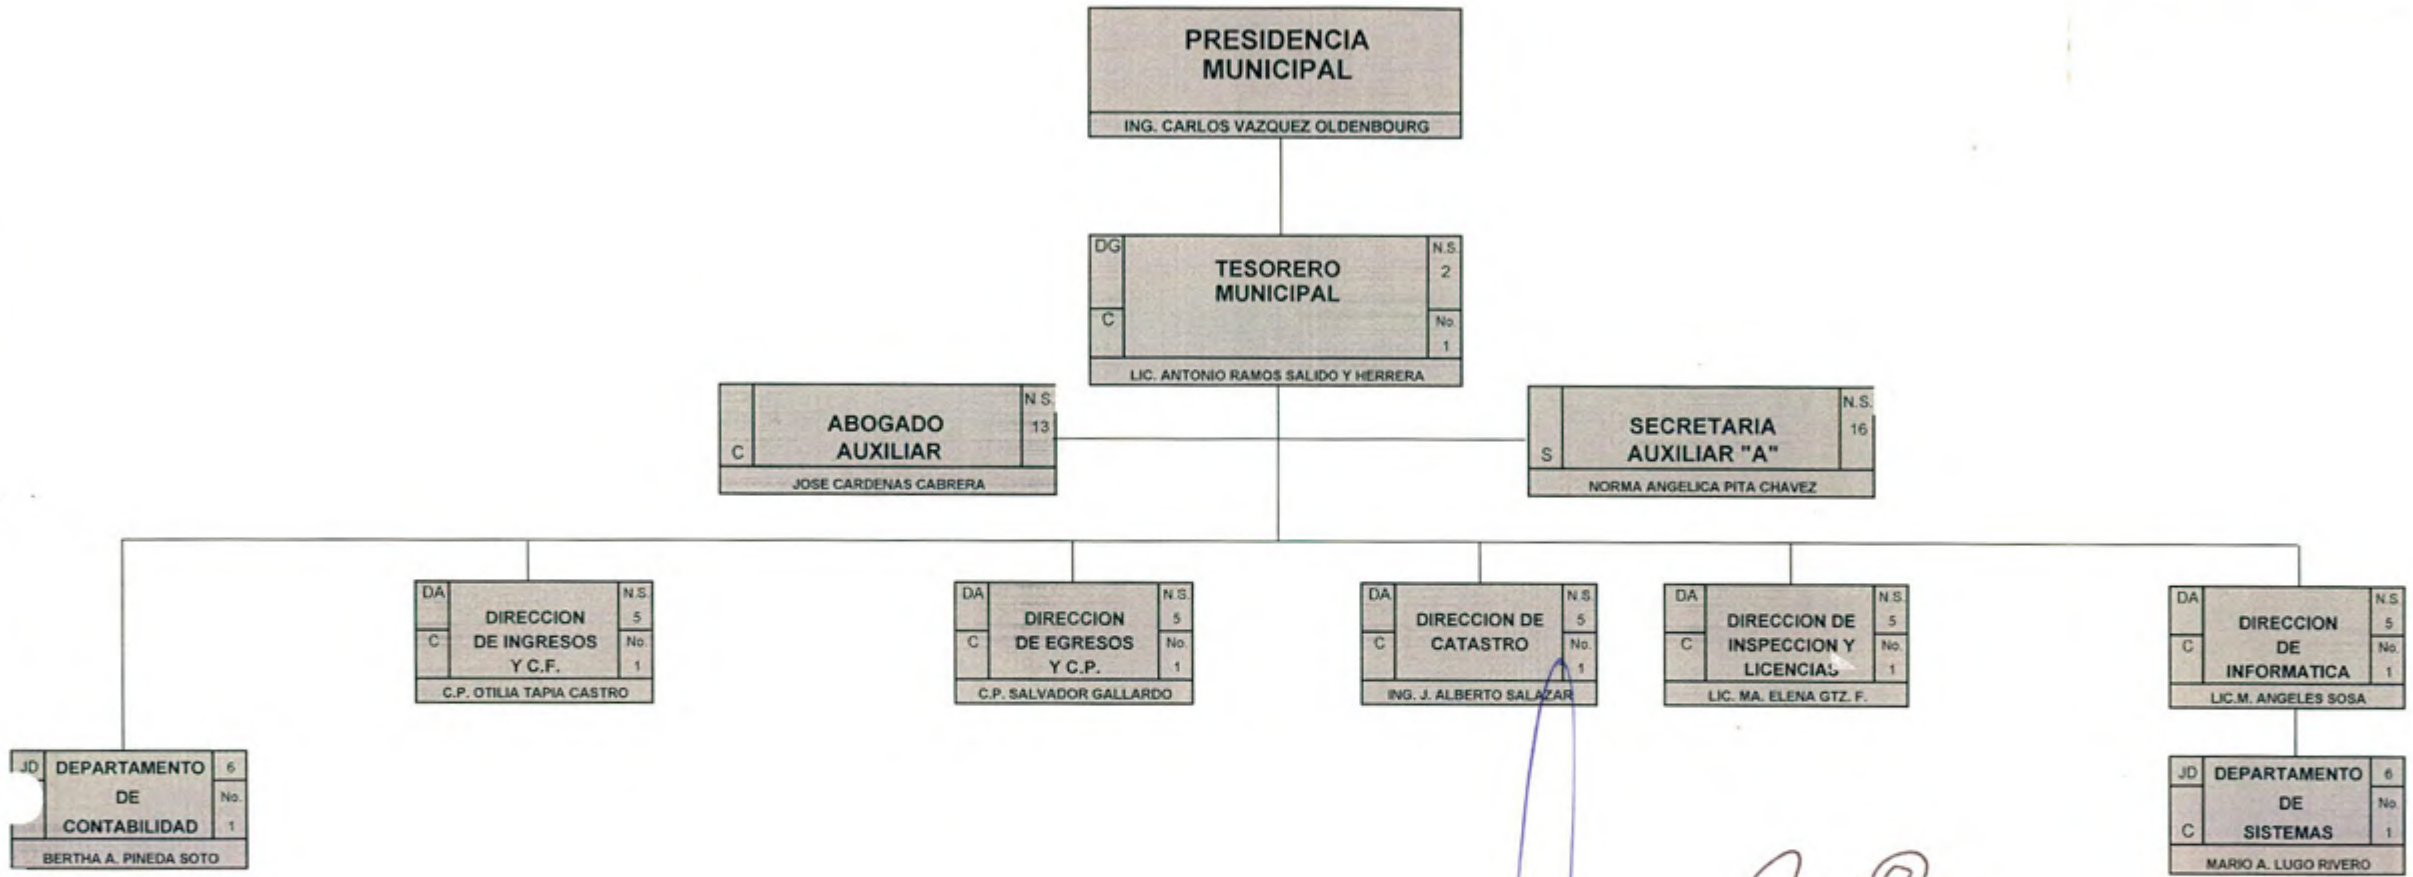 PRESIDENCIA
MUNICIPAL
ING. CARLOS VAZQUEZ OLDENBOURG
DG
N.S.
TESORERO
2
MUNICIPAL
C
No.
1
LIC. ANTONIO RAMOS SALIDO Y HERRERA
N.S.
ABOGADO
13
C
AUXILIAR
JOSE CARDENAS CABRERA
N.S.
SECRETARIA
16
S
AUXILIAR "A"
NORMA ANGELICA PITA CHAVEZ
DA
N.S.
DIRECCION
5
C
DE INGRESOS
No.
Y C.F.
1
C.P. OTILIA TAPIA CASTRO
DA
N.S.
DIRECCION
5
C
DE EGRESOS
No.
Y C.P.
1
C.P. SALVADOR GALLARDO
DA
N.S.
DIRECCION DE
5
C
CATASTRO
No.
1
ING. J. ALBERTO SALAZAR
DA
N.S.
DIRECCION DE
5
C
INSPECCION Y
No.
LICENCIAS
1
LIC. MA. ELENA GTZ. F.
DA
N.S.
DIRECCION
5
C
DE
No.
INFORMATICA
1
LIC.M. ANGELES SOSA
JD
DEPARTAMENTO
6
DE
No.
CONTABILIDAD
1
BERTHA A. PINEDA SOTO
JD
DEPARTAMENTO
6
DE
No.
C
SISTEMAS
1
MARIO A. LUGO RIVERO